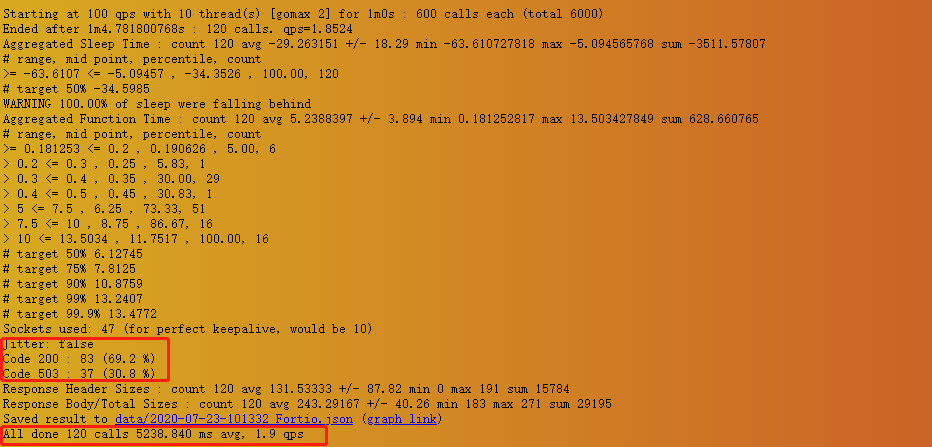 Starting at 100 qps with 10 thread(s) [gomax 2] for 1m0s : 600 calls each (total 6000)
Ended after 1m4.781800768s : 120 calls. qps=1.8524
Aggregated Sleep Time : count 120 avg -29.263151 +/- 18.29 min -63.610727818 max -5.094565768 sum -3511.57807
# range, mid point, percentile, count
>= -63.6107 <= -5.09457 , -34.3526 , 100.00, 120
# target 50% -34.5985
WARNING 100.00% of sleep were falling behind
Aggregated Function Time : count 120 avg 5.2388397 +/- 3.894 min 0.181252817 max 13.503427849 sum 628.660765
# range, mid point, percentile, count
>= 0.181253 <= 0.2 , 0.190626 , 5.00, 6
> 0.2 <= 0.3 , 0.25 , 5.83, 1
> 0.3 <= 0.4 , 0.35 , 30.00, 29
> 0.4 <= 0.5 , 0.45 , 30.83, 1
> 5 <= 7.5 , 6.25 , 73.33, 51
> 7.5 <= 10 , 8.75 , 86.67, 16
> 10 <= 13.5034 , 11.7517 , 100.00, 16
# target 50% 6.12745
# target 75% 7.8125
# target 90% 10.8759
# target 99% 13.2407
# target 99.9% 13.4772
Sockets used: 47 (for perfect keepalive, would be 10)
Jitter: false
Code 200 : 83 (69.2 %)
Code 503 : 37 (30.8 %)
Response Header Sizes : count 120 avg 131.53333 +/- 87.82 min 0 max 191 sum 15784
Response Body/Total Sizes : count 120 avg 243.29167 +/- 40.26 min 183 max 271 sum 29195
Saved result to data/2020-07-23-101332_Fortio.json (graph link)
All done 120 calls 5238.840 ms avg, 1.9 qps